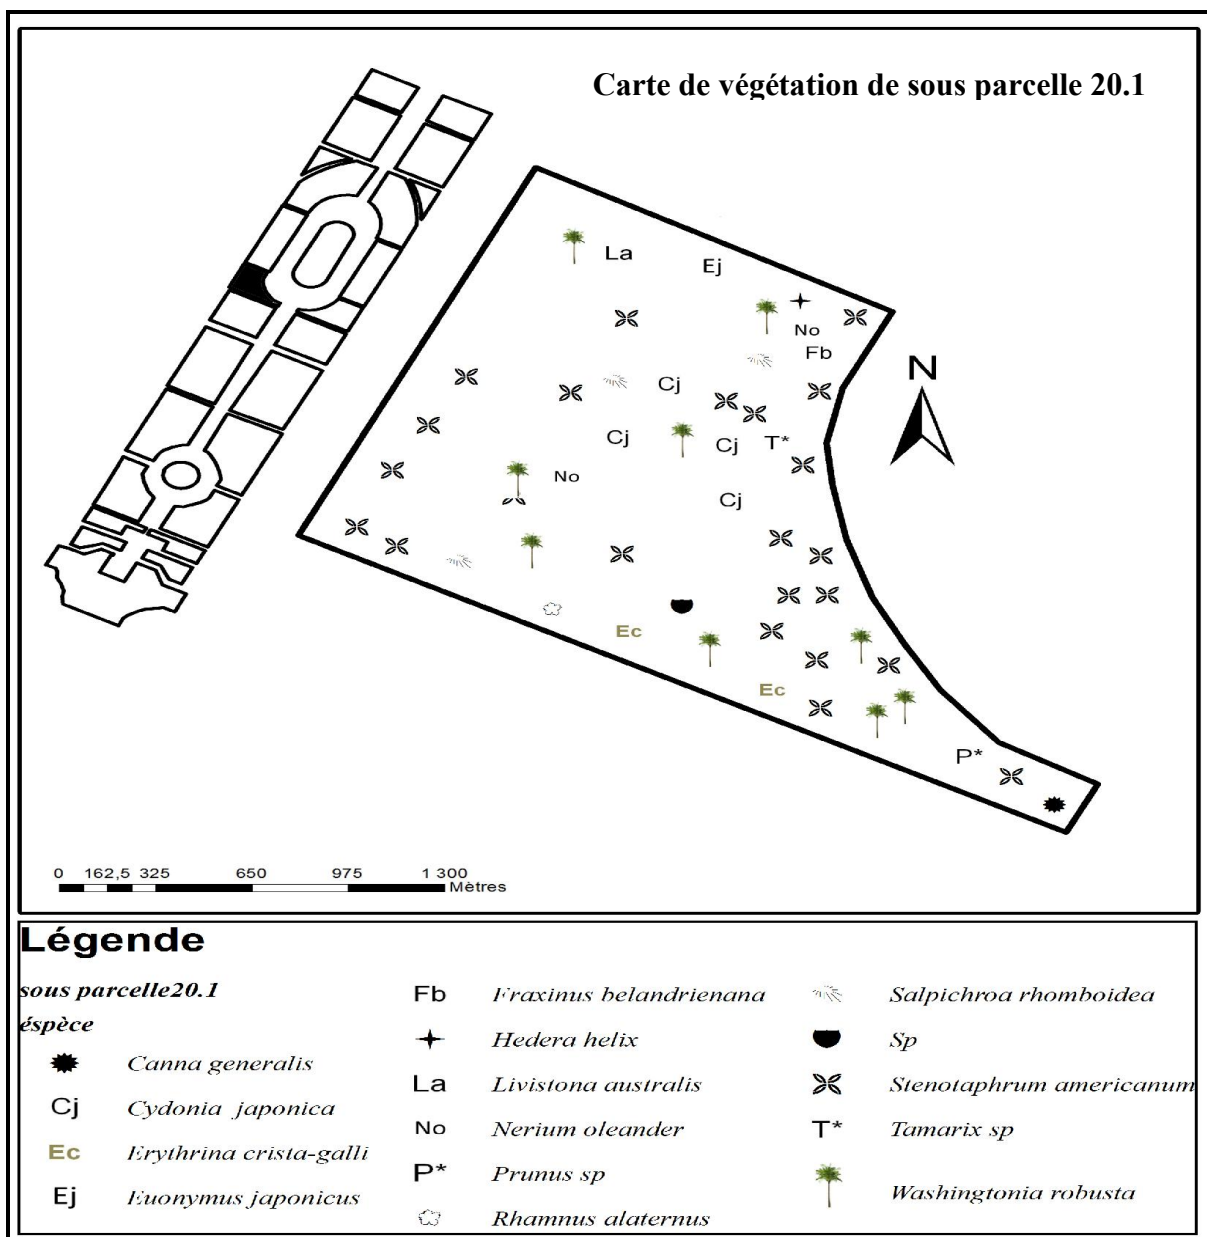 Carte de végétation de sous parcelle 20.1
La
Ej
No
Fb
Cj
Cj
Cj
T*
No
Cj
N
Ec
Ec
P*
0 162,5 325 650 975 1 300
Mètres
Légende
sous parcelle20.1
éspèce
Canna generalis
Cj Cydonia japonica
Ec Erythrina crista-galli
Ej Euonymus japonicus
Fb Fraxinus belandrienana
Hedera helix
La Livistona australis
No Nerium oleander
P* Prunus sp
Rhamnus alaternus
Salpichroa rhomboidea
Sp
Stenotaphrum americanum
T* Tamarix sp
Washingtonia robusta